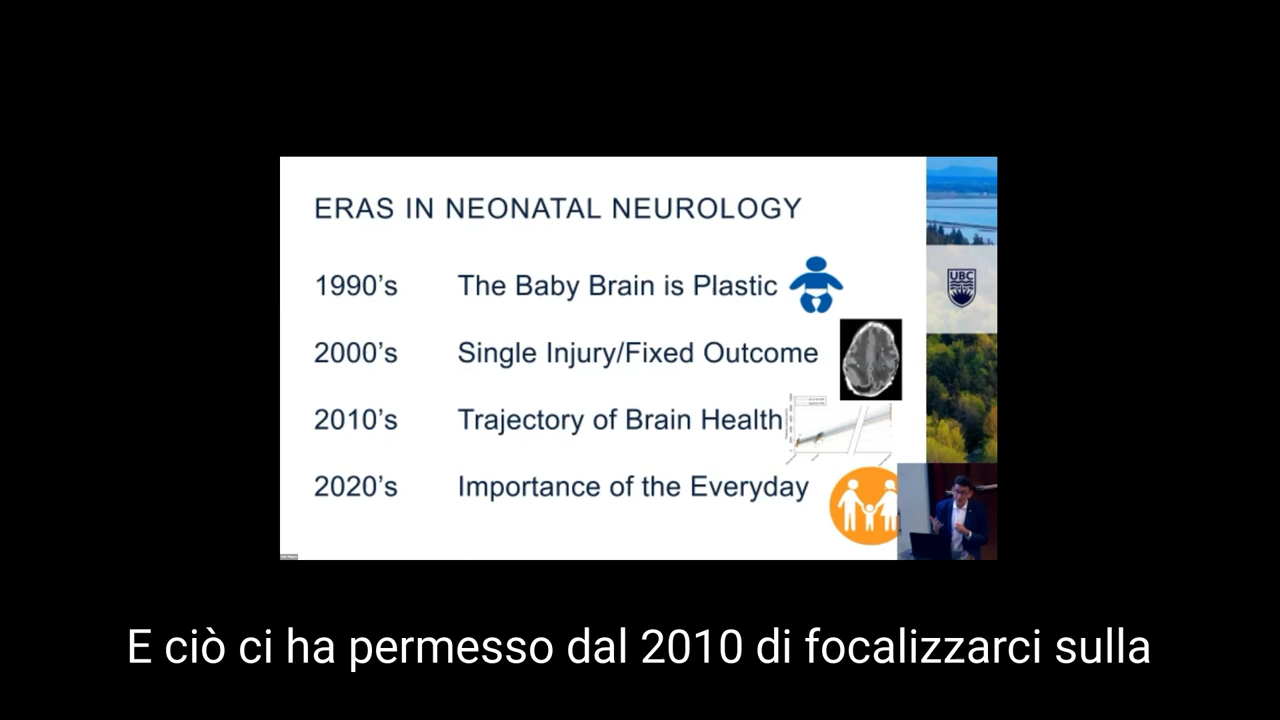 ERAS IN NEONATAL NEUROLOGY
1990's The Baby Brain is Plastic
2000's Single Injury/Fixed Outcome
2010's Trajectory of Brain Health
2020's Importance of the Everyday
UBC
E ciò ci ha permesso dal 2010 di focalizzarci sulla